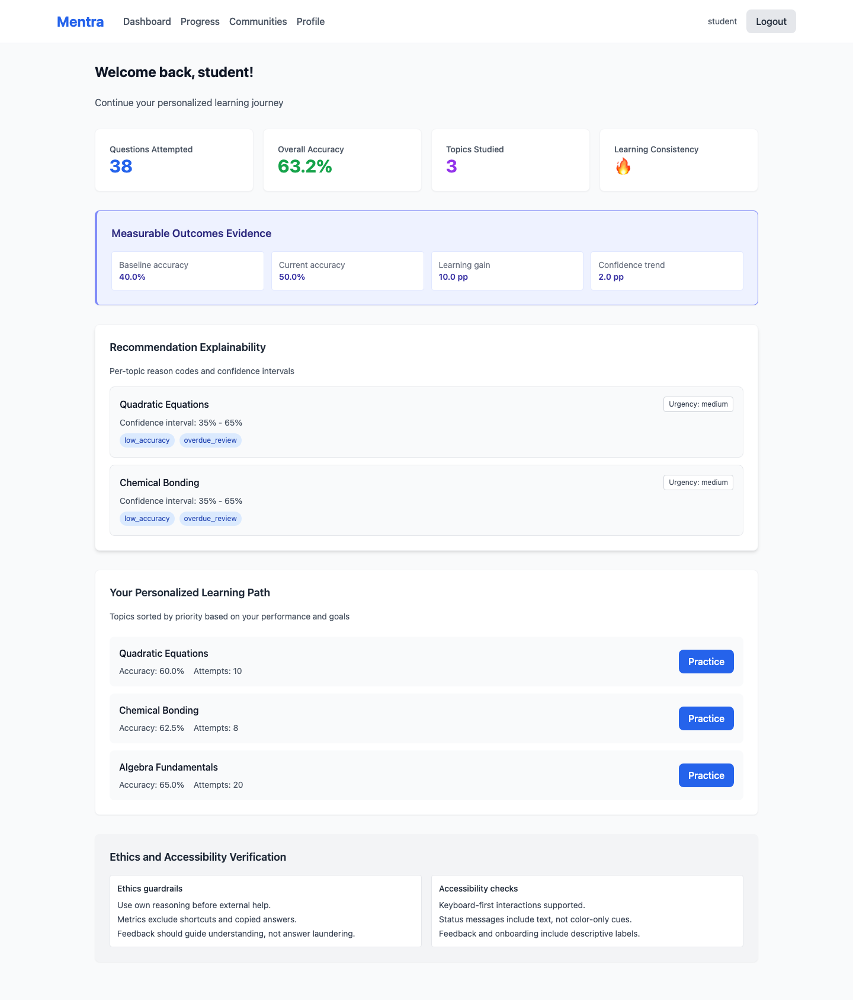 Mentra Dashboard Progress Communities Profile student Logout
Welcome back, student!
Continue your personalized learning journey
Questions Attempted
38
Overall Accuracy
63.2%
Topics Studied
3
Learning Consistency
🔥
Measurable Outcomes Evidence
Baseline accuracy
40.0%
Current accuracy
50.0%
Learning gain
10.0 pp
Confidence trend
2.0 pp
Recommendation Explainability
Per-topic reason codes and confidence intervals
Quadratic Equations
Urgency: medium
Confidence interval: 35% - 65%
low_accuracy overdue_review
Chemical Bonding
Urgency: medium
Confidence interval: 35% - 65%
low_accuracy overdue_review
Your Personalized Learning Path
Topics sorted by priority based on your performance and goals
Quadratic Equations
Accuracy: 60.0% Attempts: 10
Practice
Chemical Bonding
Accuracy: 62.5% Attempts: 8
Practice
Algebra Fundamentals
Accuracy: 65.0% Attempts: 20
Practice
Ethics and Accessibility Verification
Ethics guardrails
Use own reasoning before external help.
Metrics exclude shortcuts and copied answers.
Feedback should guide understanding, not answer laundering.
Accessibility checks
Keyboard-first interactions supported.
Status messages include text, not color-only cues.
Feedback and onboarding include descriptive labels.